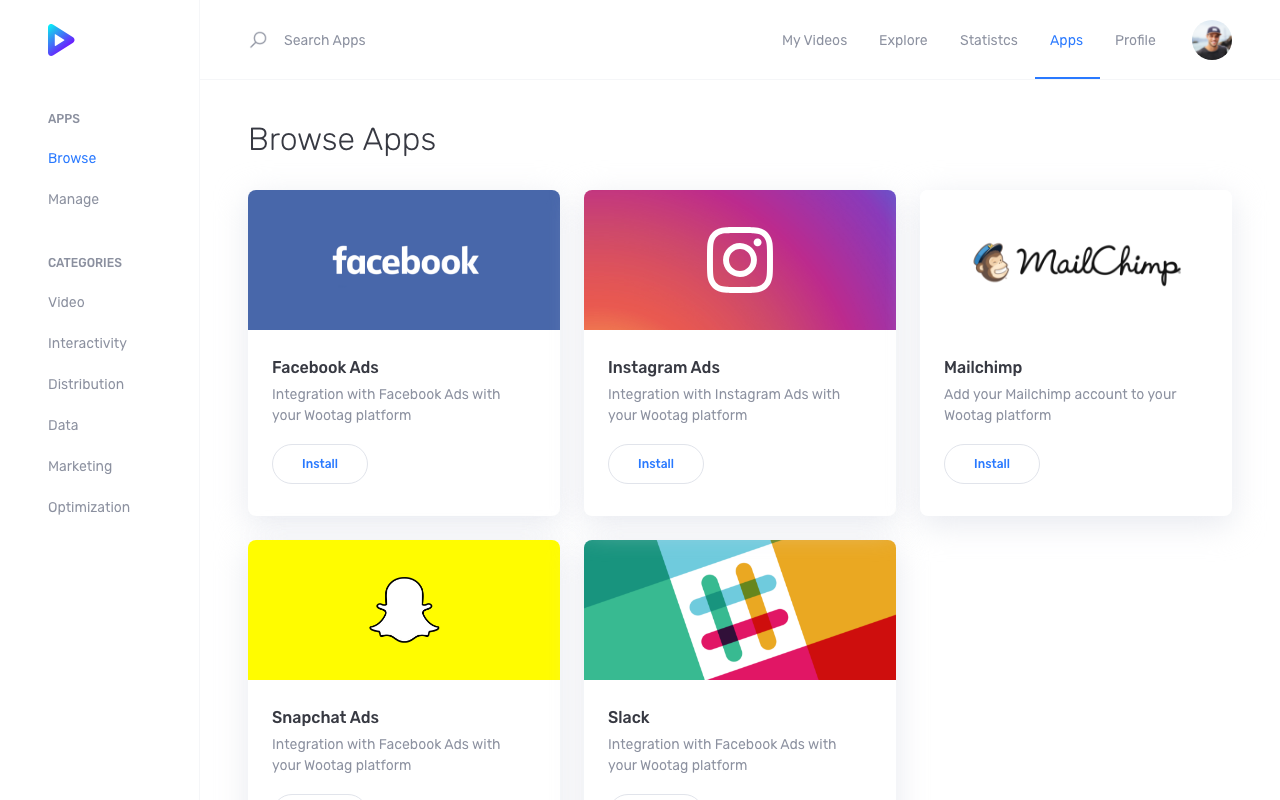 Search Apps
My Videos
Explore
Statistcs
Apps
Profile
APPS
Browse
Manage
CATEGORIES
Video
Interactivity
Distribution
Data
Marketing
Optimization
Browse Apps
facebook
Facebook Ads
Integration with Facebook Ads with
your Wootag platform
Install
Instagram Ads
Integration with Instagram Ads with
your Wootag platform
Install
MailChimp
Mailchimp
Add your Mailchimp account to your
Wootag platform
Install
Snapchat Ads
Integration with Facebook Ads with
your Wootag platform
Slack
Integration with Facebook Ads with
your Wootag platform